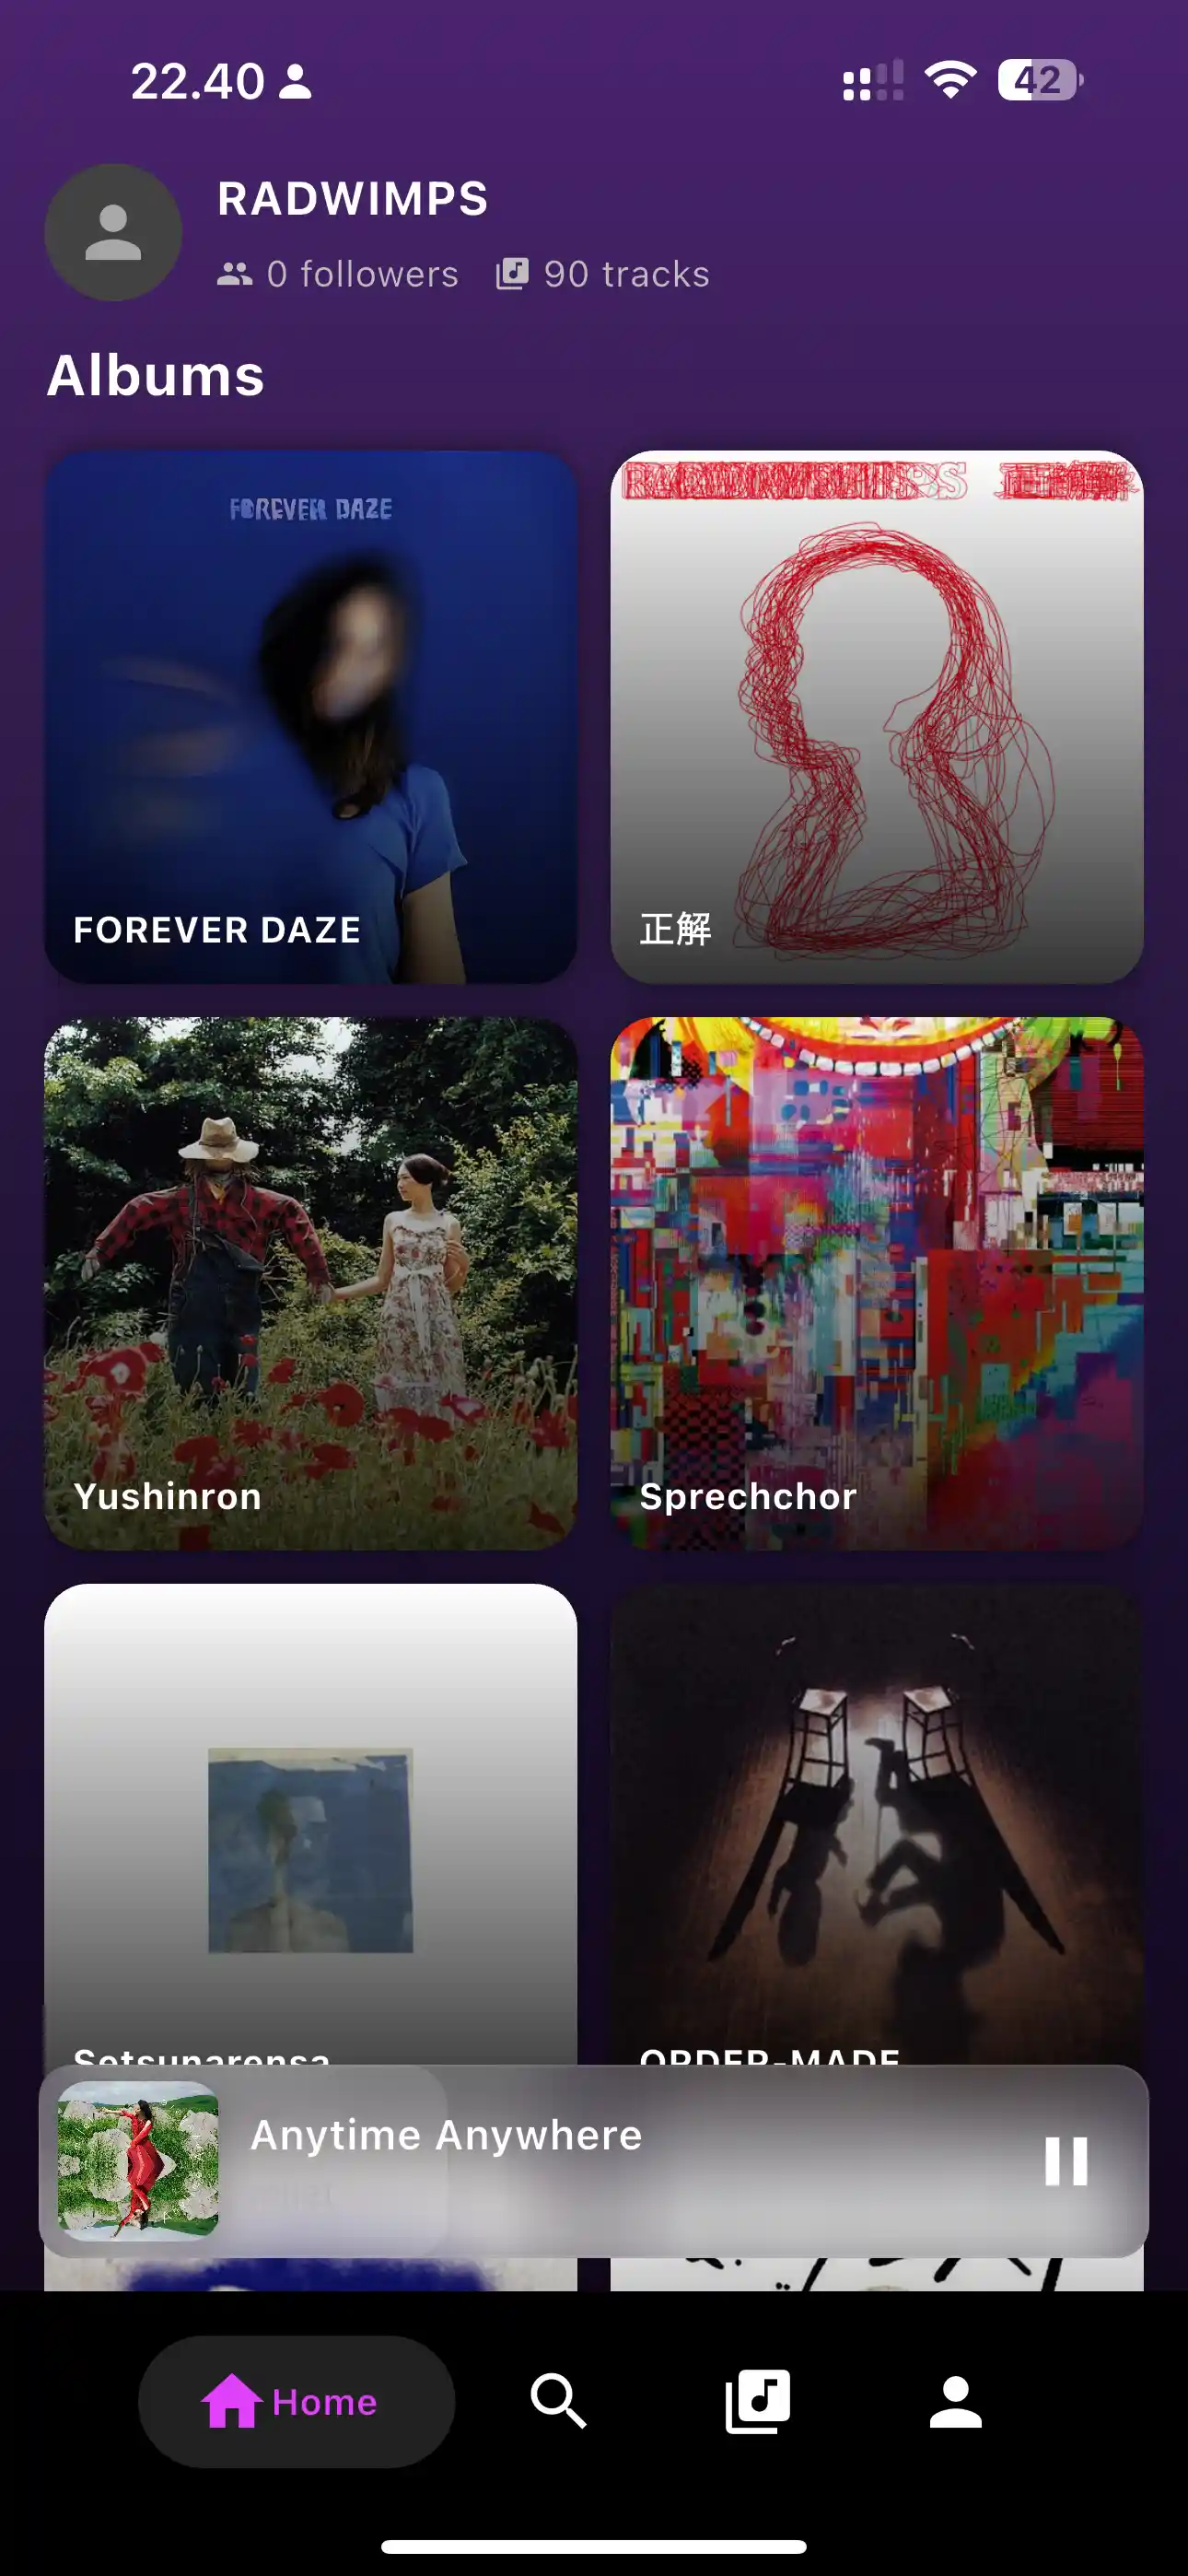 22.40
42
RADWIMPS
0 followers
90 tracks
Albums
FOREVER DAZE
FOREVER DAZE
RADWIMPS
正解
正解
Yushinron
Sprechchor
Setsunarensa
ORDER-MADE
Anytime Anywhere
Home